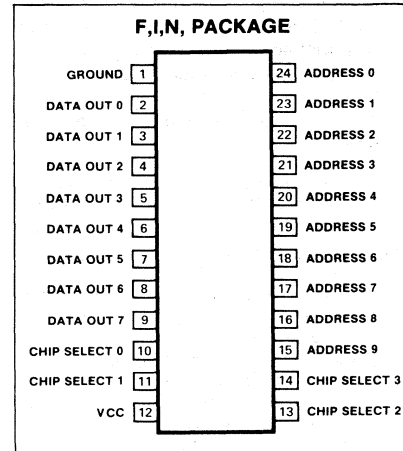 F,I,N, PACKAGE
GROUND 1 24 ADDRESS 0
DATA OUT 0 2 23 ADDRESS 1
DATA OUT 1 3 22 ADDRESS 2
DATA OUT 2 4 21 ADDRESS 3
DATA OUT 3 5 20 ADDRESS 4
DATA OUT 4 6 19 ADDRESS 5
DATA OUT 5 7 18 ADDRESS 6
DATA OUT 6 8 17 ADDRESS 7
DATA OUT 7 9 16 ADDRESS 8
CHIP SELECT 0 10 15 ADDRESS 9
CHIP SELECT 1 11 14 CHIP SELECT 3
VCC 12 13 CHIP SELECT 2